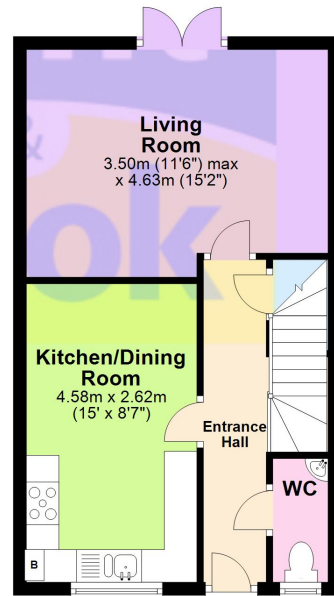 Living
Room
3.50m (11'6") max
x 4.63m (15'2")
ok
Kitchen/Dining
Room
4.58m x 2.62m
(15' x 8'7")
Entrance
Hall
WC
B